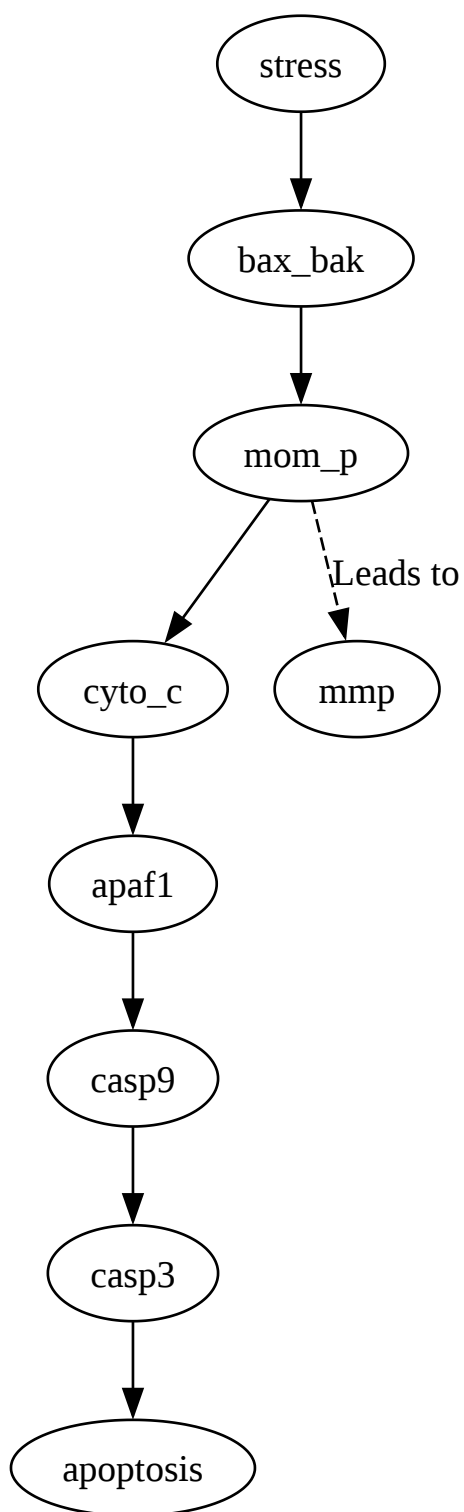 stress
bax_bak
mom_p
Leads to
cyto_c
mmp
apaf1
casp9
casp3
apoptosis